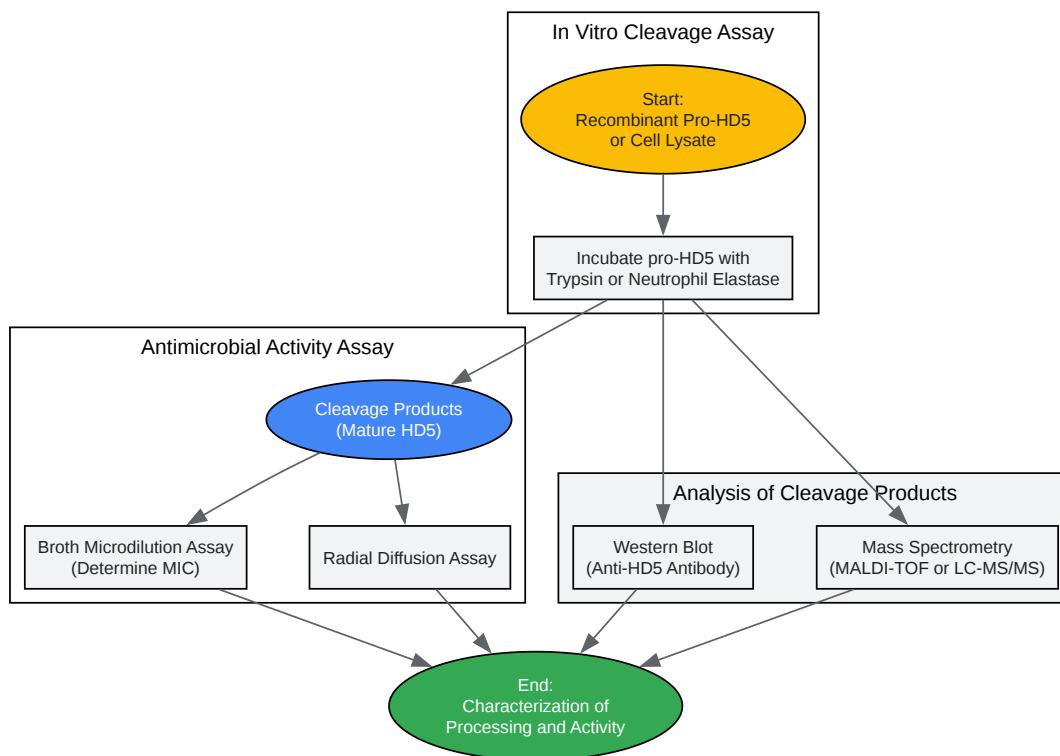 In Vitro Cleavage Assay
Start:
Recombinant Pro-HD5
or Cell Lysate
Incubate pro-HD5 with
Trypsin or Neutrophil Elastase
Antimicrobial Activity Assay
Cleavage Products
(Mature HD5)
Broth Microdilution Assay
(Determine MIC)
Radial Diffusion Assay
Analysis of Cleavage Products
Western Blot
(Anti-HD5 Antibody)
Mass Spectrometry
(MALDI-TOF or LC-MS/MS)
End:
Characterization of
Processing and Activity